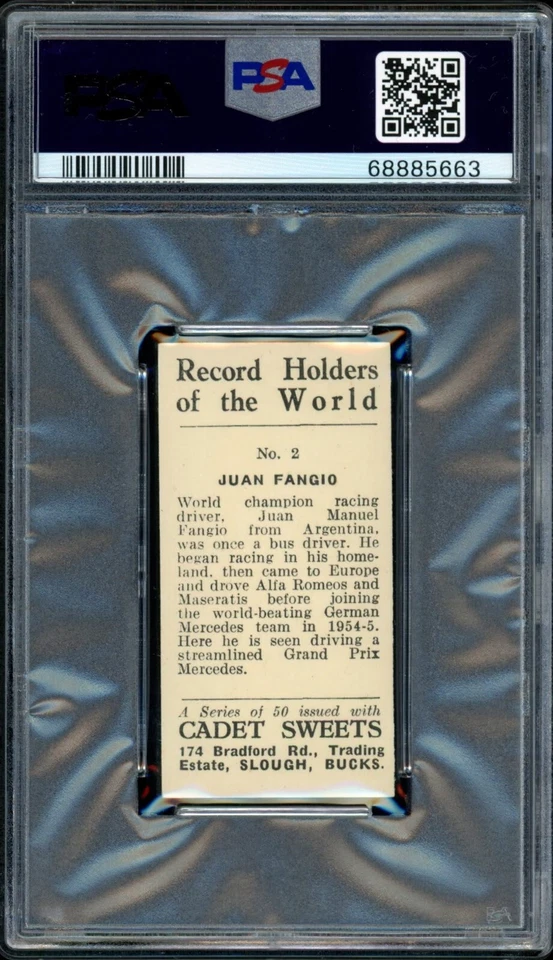 PSA
PSA
68885663
Record Holders
of the World
No. 2
JUAN FANGIO
World champion racing
driver, Juan Manuel
Fangio from Argentina,
was once a bus driver. He
began racing in his home-
land, then came to Europe
and drove Alfa Romeos and
Maseratis before joining
the world-beating German
Mercedes team in 1954-5.
Here he is seen driving a
streamlined Grand Prix
Mercedes.
A Series of 50 issued with
CADET SWEETS
174 Bradford Rd., Trading
Estate, SLOUGH, BUCKS.
PSA